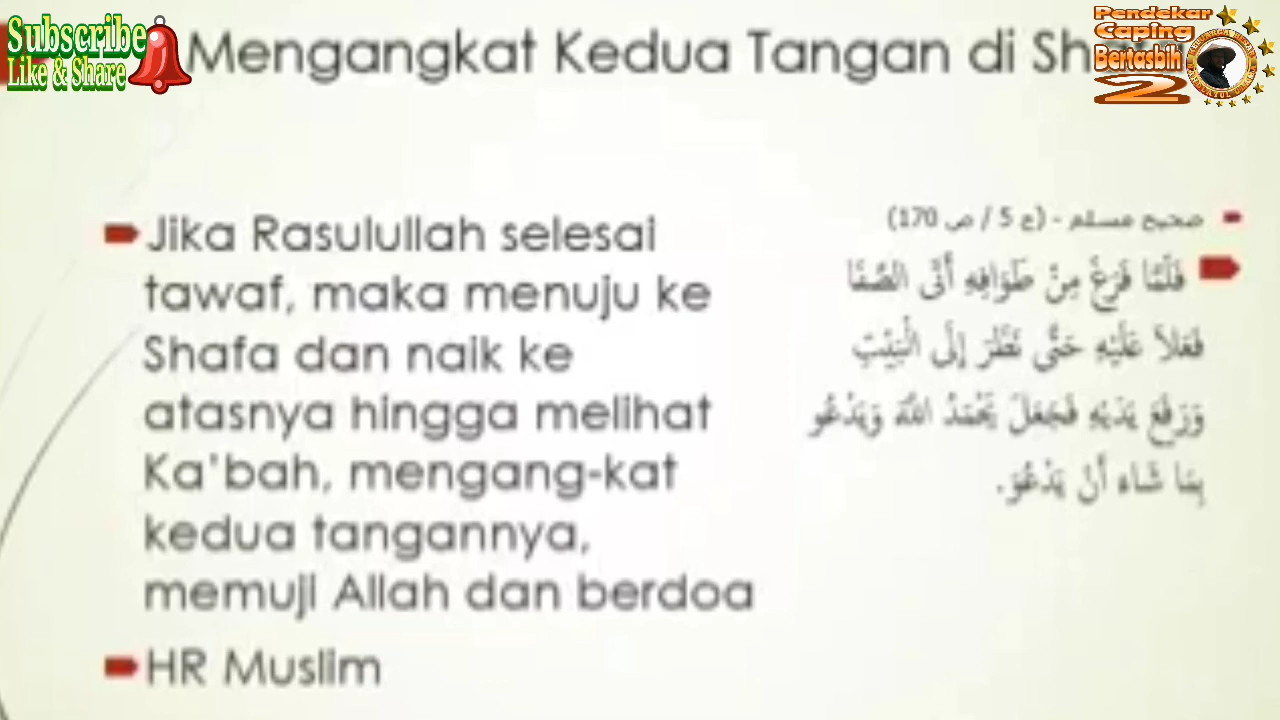 Subscribe
Like & Share
Mengangkat Kedua Tangan di
Pendekar
Caping
Bertasbih
2
Jika Rasulullah selesai
tawaf, maka menuju ke
Shafa dan naik ke
atasnya hingga melihat
Ka'bah, mengang-kat
kedua tangannya,
memuji Allah dan berdoa
HR Muslim
صحيح مسلم - (ج 5 / ص 170)
فَلَمَّا فَرَغَ مِنْ طَوَافِهِ أَتَى الصَّفَا
فَعَلاَ عَلَيْهِ حَتَّى نَظَرَ إِلَى الْبَيْتِ
وَرَفَعَ يَدَيْهِ فَجَعَلَ يَحْمَدُ اللَّهَ وَيَدْعُو
بِمَا شَاءَ أَنْ يَدْعُوَ.